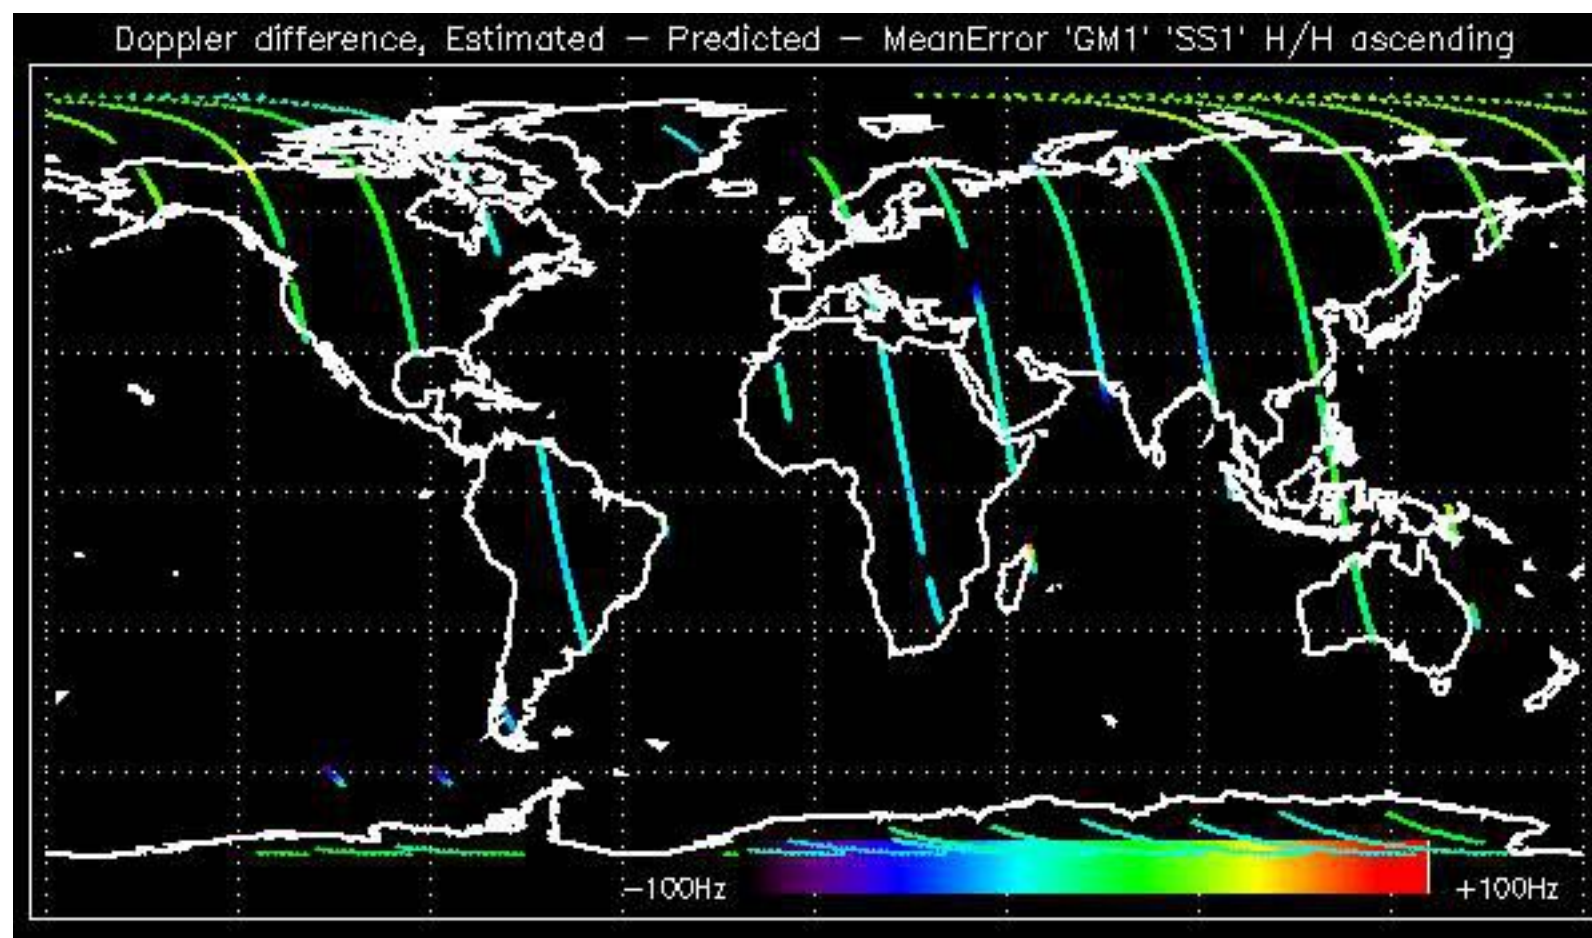 Doppler difference, Estimated – Predicted – MeanError 'GM1' 'SS1' H/H ascending
–100Hz +100Hz